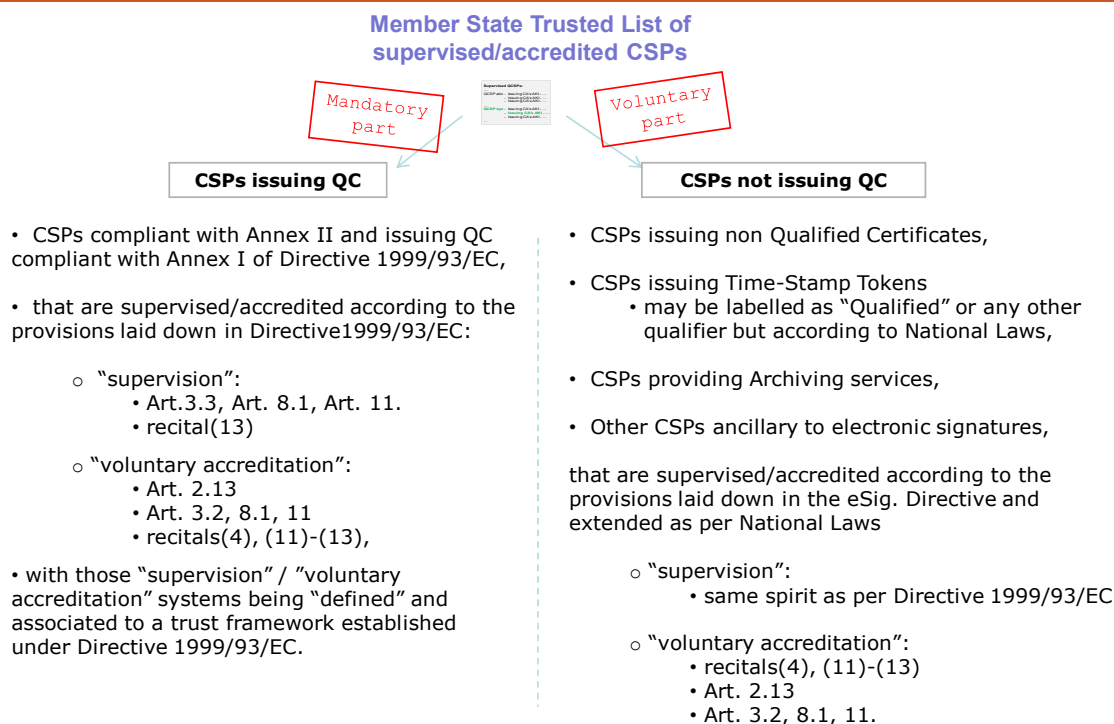 Member State Trusted List of
supervised/accredited CSPs
Mandatory
part
Supervised QCSPs:
Voluntary
part
CSPs issuing QC
CSPs not issuing QC
• CSPs compliant with Annex II and issuing QC
compliant with Annex I of Directive 1999/93/EC,
• that are supervised/accredited according to the
provisions laid down in Directive1999/93/EC:
o “supervision”:
• Art.3.3, Art. 8.1, Art. 11.
• recital(13)
o “voluntary accreditation”:
• Art. 2.13
• Art. 3.2, 8.1, 11
• recitals(4), (11)-(13),
• with those “supervision” / ”voluntary
accreditation” systems being “defined” and
associated to a trust framework established
under Directive 1999/93/EC.
• CSPs issuing non Qualified Certificates,
• CSPs issuing Time-Stamp Tokens
• may be labelled as “Qualified” or any other
qualifier but according to National Laws,
• CSPs providing Archiving services,
• Other CSPs ancillary to electronic signatures,
that are supervised/accredited according to the
provisions laid down in the eSig. Directive and
extended as per National Laws
o “supervision”:
• same spirit as per Directive 1999/93/EC
o “voluntary accreditation”:
• recitals(4), (11)-(13)
• Art. 2.13
• Art. 3.2, 8.1, 11.